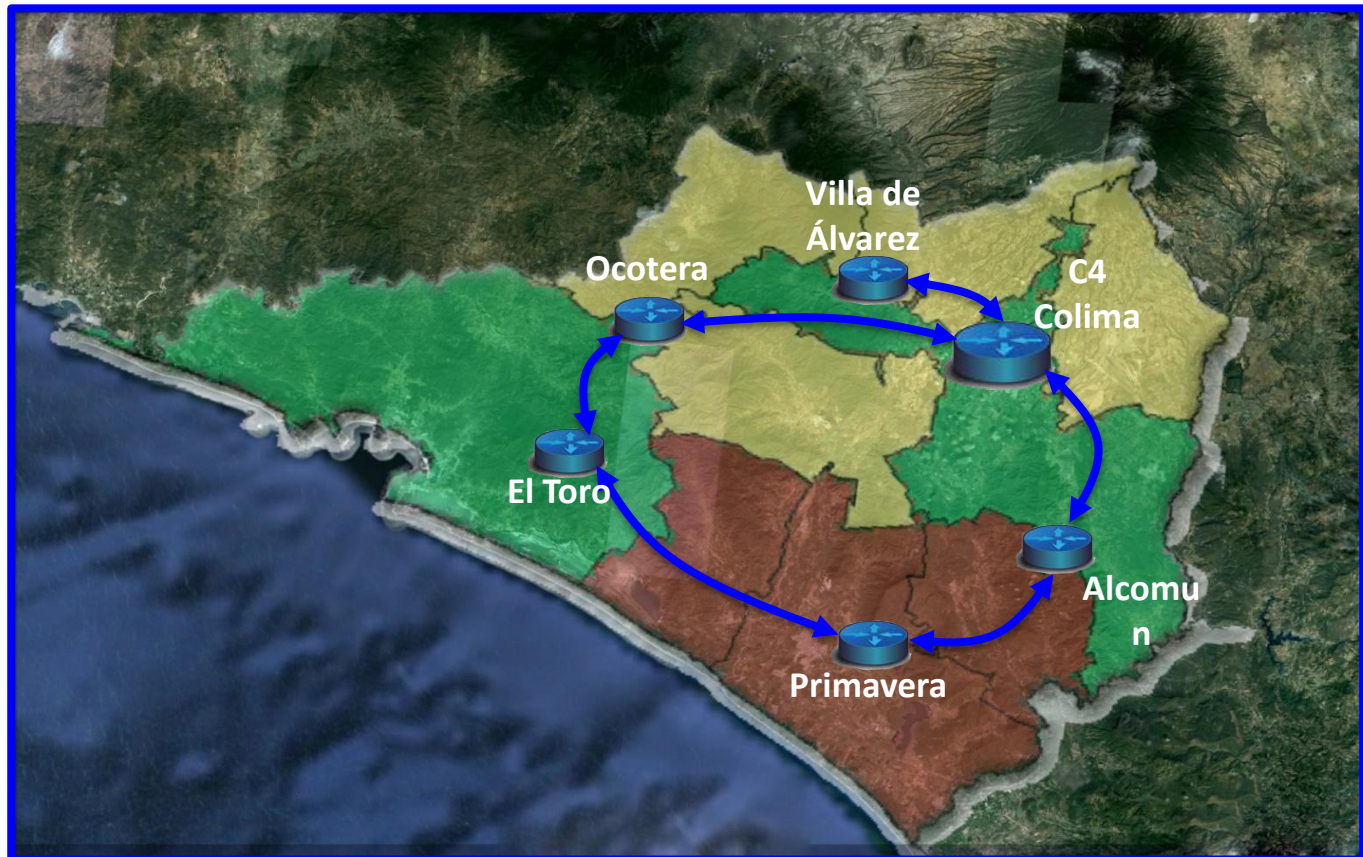 Villa de
Álvarez
Ocotera
C4
Colima
El Toro
Alcomu
n
Primavera